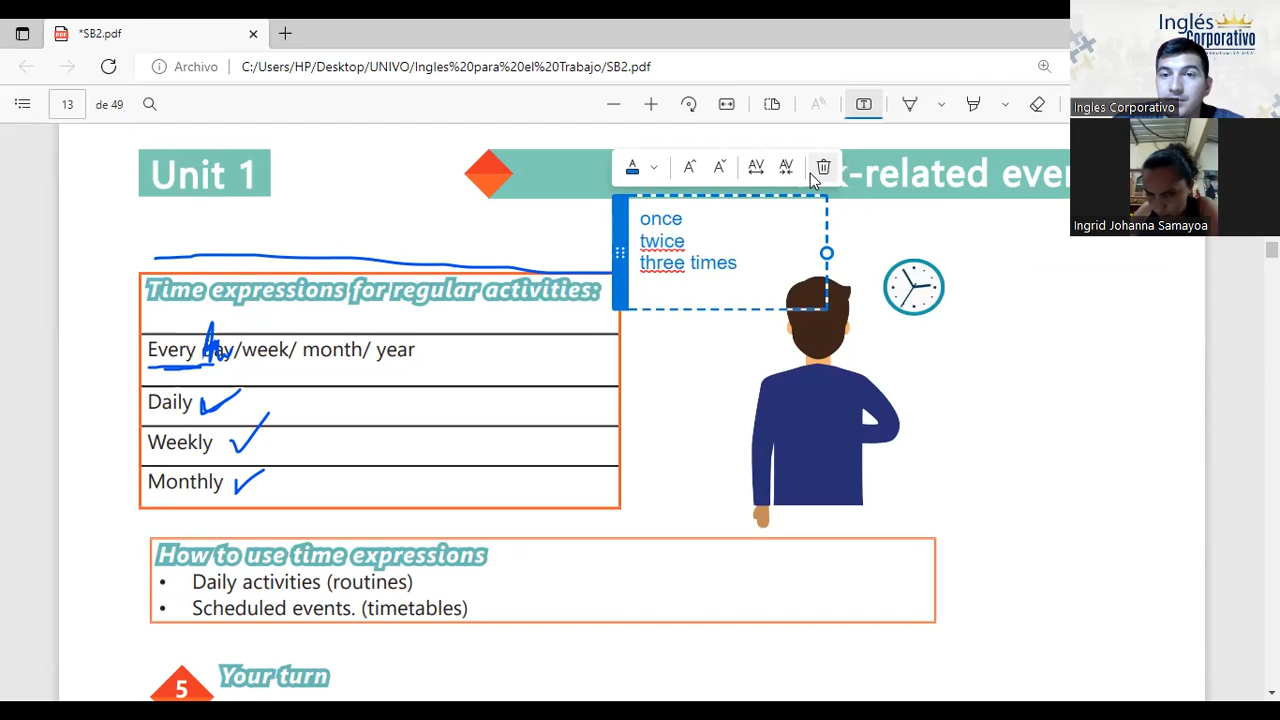 *SB2.pdf
Archivo
C:/Users/HP/Desktop/UNIVO/Ingles%20para%20el%20Trabajo/SB2.pdf
13
de 49
Inglés
Corporativo
Ingles Corporativo
Ingrid Johanna Samayoa
Unit 1
-related eve
once
twice
three times
Time expressions for regular activities:
Every day/week/ month/ year
Daily
Weekly
Monthly
How to use time expressions
• Daily activities (routines)
• Scheduled events. (timetables)
5
Your turn